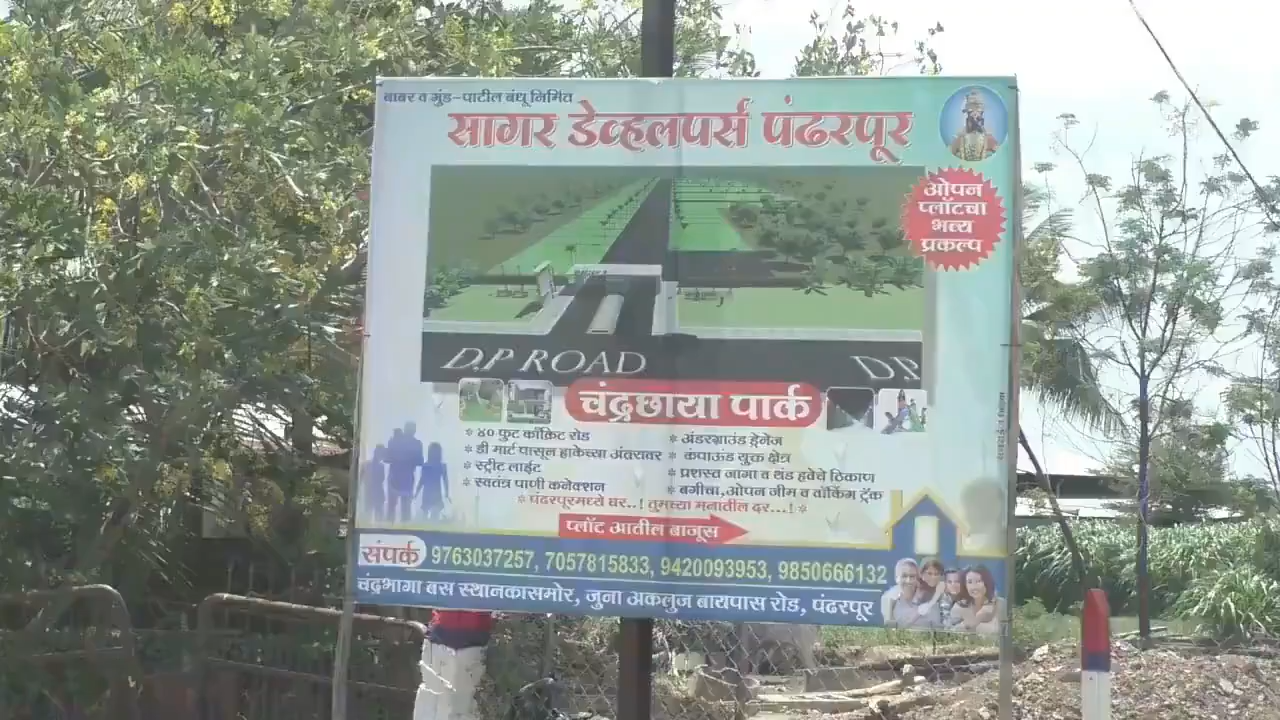 बाबर व मुंड-पाटील बंधू निर्मित
सागर डेव्हलपर्स पंढरपूर
ओपन
प्लॉटचा
भव्य
प्रकल्प
D.P ROAD
D.P
चंद्रछाया पार्क
* ४० फुट काँक्रिट रोड
* डी मार्ट पासून हाकेच्या अंतरावर
* स्ट्रीट लाईट
* स्वतंत्र पाणी कनेक्शन
* अंडरग्राउंड ड्रेनेज
* कंपाऊंड युक्त क्षेत्र
* प्रशस्त जागा व थंड हवेचे ठिकाण
* बगीचा,ओपन जीम व वॉकिंग ट्रॅक
* पंढरपूरमध्ये घर..! तुमच्या मनातील दर...! *
प्लॉट आतील बाजुस
संपर्क 9763037257, 7057815833, 9420093953, 9850666132
चंद्रभागा बस स्थानकासमोर, जुना अकलुज बायपास रोड, पंढरपूर